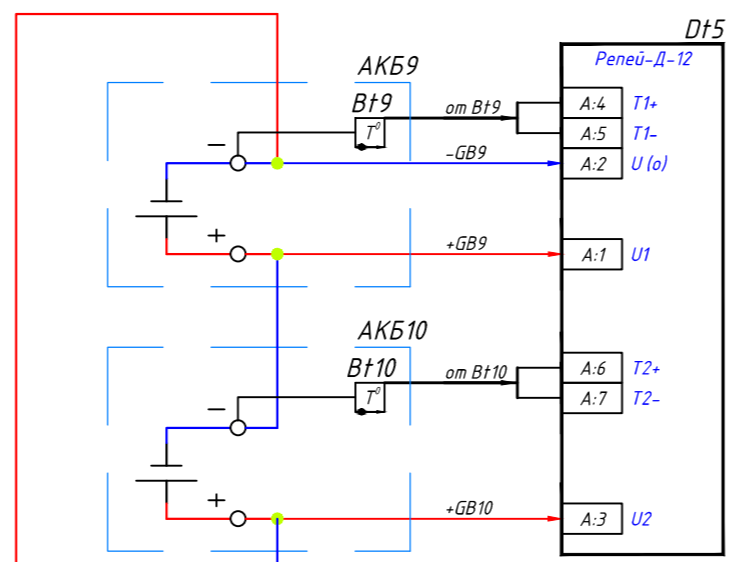 Dt5
Репей-Д-12
АКБ9
Bt9
T°
от Bt9
A:4 T1+
A:5 T1-
−
-GB9
A:2 U (о)
+
+GB9
A:1 U1
АКБ10
Bt10
T°
от Bt10
A:6 T2+
A:7 T2-
−
+
+GB10
A:3 U2